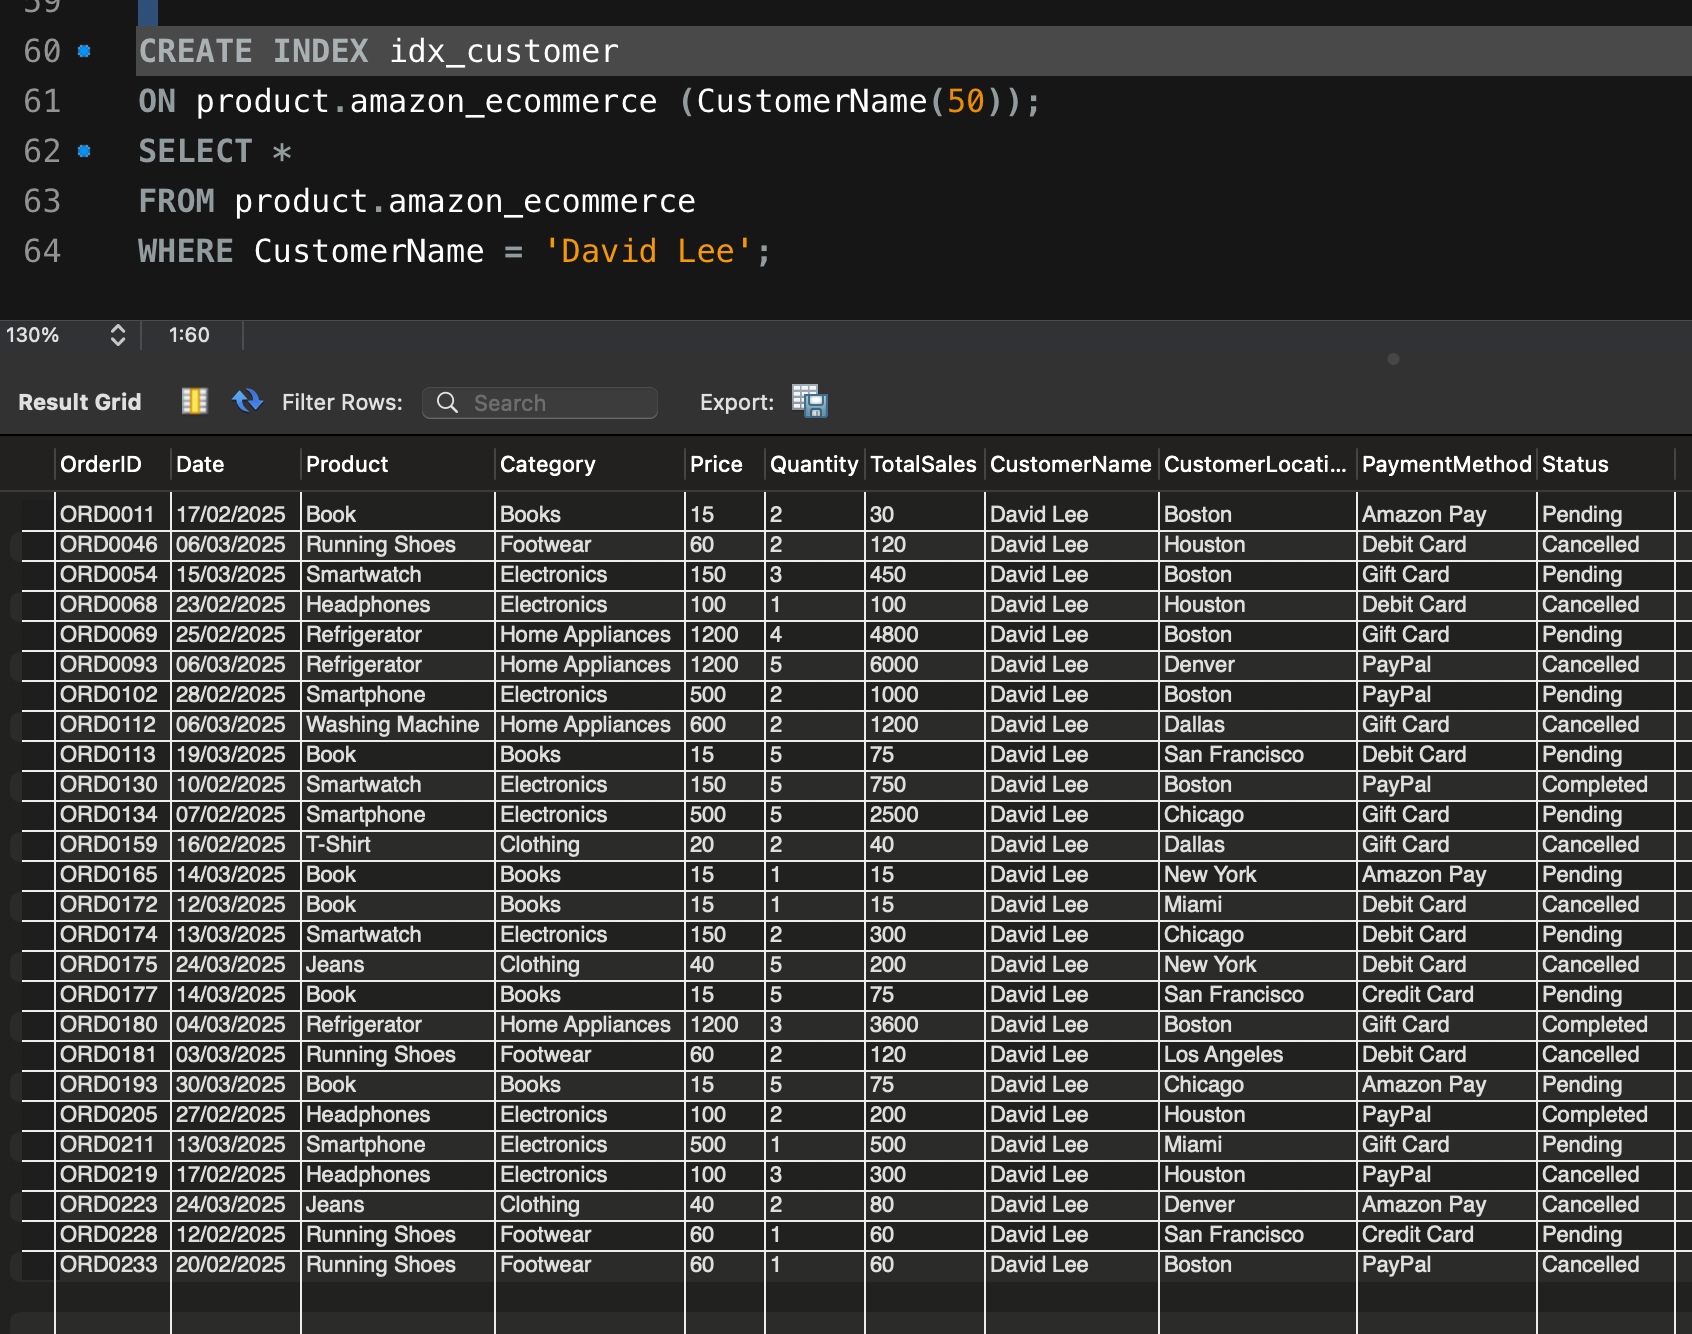 59
60 CREATE INDEX idx_customer
61 ON product.amazon_ecommerce (CustomerName(50));
62 SELECT *
63 FROM product.amazon_ecommerce
64 WHERE CustomerName = 'David Lee';
130% 1:60
Result Grid Filter Rows: Search Export:
OrderID Date Product Category Price Quantity TotalSales CustomerName CustomerLocati... PaymentMethod Status
ORD0011 17/02/2025 Book Books 15 2 30 David Lee Boston Amazon Pay Pending
ORD0046 06/03/2025 Running Shoes Footwear 60 2 120 David Lee Houston Debit Card Cancelled
ORD0054 15/03/2025 Smartwatch Electronics 150 3 450 David Lee Boston Gift Card Pending
ORD0068 23/02/2025 Headphones Electronics 100 1 100 David Lee Houston Debit Card Cancelled
ORD0069 25/02/2025 Refrigerator Home Appliances 1200 4 4800 David Lee Boston Gift Card Pending
ORD0093 06/03/2025 Refrigerator Home Appliances 1200 5 6000 David Lee Denver PayPal Cancelled
ORD0102 28/02/2025 Smartphone Electronics 500 2 1000 David Lee Boston PayPal Pending
ORD0112 06/03/2025 Washing Machine Home Appliances 600 2 1200 David Lee Dallas Gift Card Cancelled
ORD0113 19/03/2025 Book Books 15 5 75 David Lee San Francisco Debit Card Pending
ORD0130 10/02/2025 Smartwatch Electronics 150 5 750 David Lee Boston PayPal Completed
ORD0134 07/02/2025 Smartphone Electronics 500 5 2500 David Lee Chicago Gift Card Pending
ORD0159 16/02/2025 T-Shirt Clothing 20 2 40 David Lee Dallas Gift Card Cancelled
ORD0165 14/03/2025 Book Books 15 1 15 David Lee New York Amazon Pay Pending
ORD0172 12/03/2025 Book Books 15 1 15 David Lee Miami Debit Card Cancelled
ORD0174 13/03/2025 Smartwatch Electronics 150 2 300 David Lee Chicago Debit Card Pending
ORD0175 24/03/2025 Jeans Clothing 40 5 200 David Lee New York Debit Card Cancelled
ORD0177 14/03/2025 Book Books 15 5 75 David Lee San Francisco Credit Card Pending
ORD0180 04/03/2025 Refrigerator Home Appliances 1200 3 3600 David Lee Boston Gift Card Completed
ORD0181 03/03/2025 Running Shoes Footwear 60 2 120 David Lee Los Angeles Debit Card Cancelled
ORD0193 30/03/2025 Book Books 15 5 75 David Lee Chicago Amazon Pay Pending
ORD0205 27/02/2025 Headphones Electronics 100 2 200 David Lee Houston PayPal Completed
ORD0211 13/03/2025 Smartphone Electronics 500 1 500 David Lee Miami Gift Card Pending
ORD0219 17/02/2025 Headphones Electronics 100 3 300 David Lee Houston PayPal Cancelled
ORD0223 24/03/2025 Jeans Clothing 40 2 80 David Lee Denver Amazon Pay Cancelled
ORD0228 12/02/2025 Running Shoes Footwear 60 1 60 David Lee San Francisco Credit Card Pending
ORD0233 20/02/2025 Running Shoes Footwear 60 1 60 David Lee Boston PayPal Cancelled